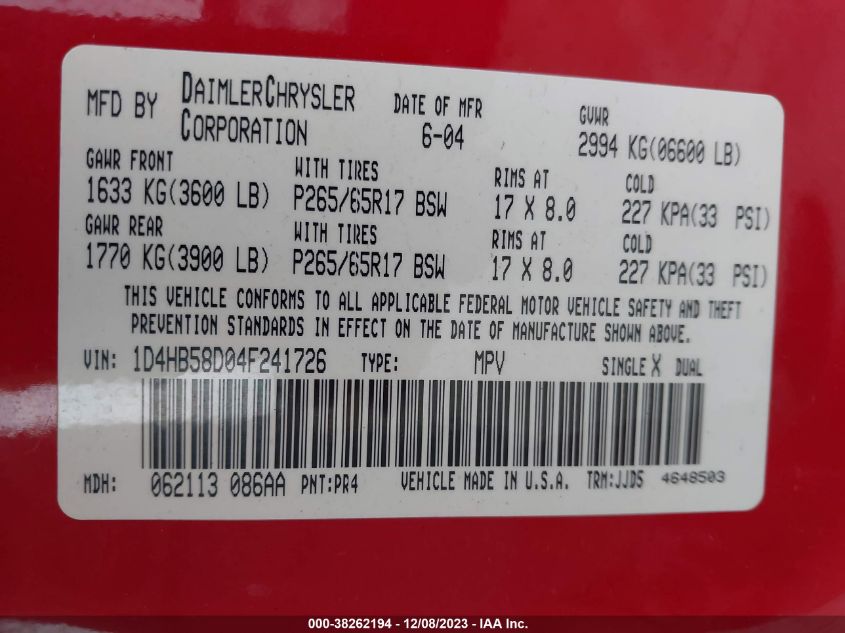 MFD BY DAIMLERCHRYSLER CORPORATION DATE OF MFR 6-04 GVWR 2994 KG(06600 LB)
GAWR FRONT WITH TIRES RIMS AT COLD
1633 KG(3600 LB) P265/65R17 BSW 17 X 8.0 227 KPA(33 PSI)
GAWR REAR WITH TIRES RIMS AT COLD
1770 KG(3900 LB) P265/65R17 BSW 17 X 8.0 227 KPA(33 PSI)
THIS VEHICLE CONFORMS TO ALL APPLICABLE FEDERAL MOTOR VEHICLE SAFETY AND THEFT
PREVENTION STANDARDS IN EFFECT ON THE DATE OF MANUFACTURE SHOWN ABOVE.
VIN: 1D4HB58D04F241726 TYPE: MPV SINGLE X DUAL
MDH: 062113 086AA PNT:PR4 VEHICLE MADE IN U.S.A. TRM:JJD5 4648503
000-38262194 - 12/08/2023 - IAA Inc.